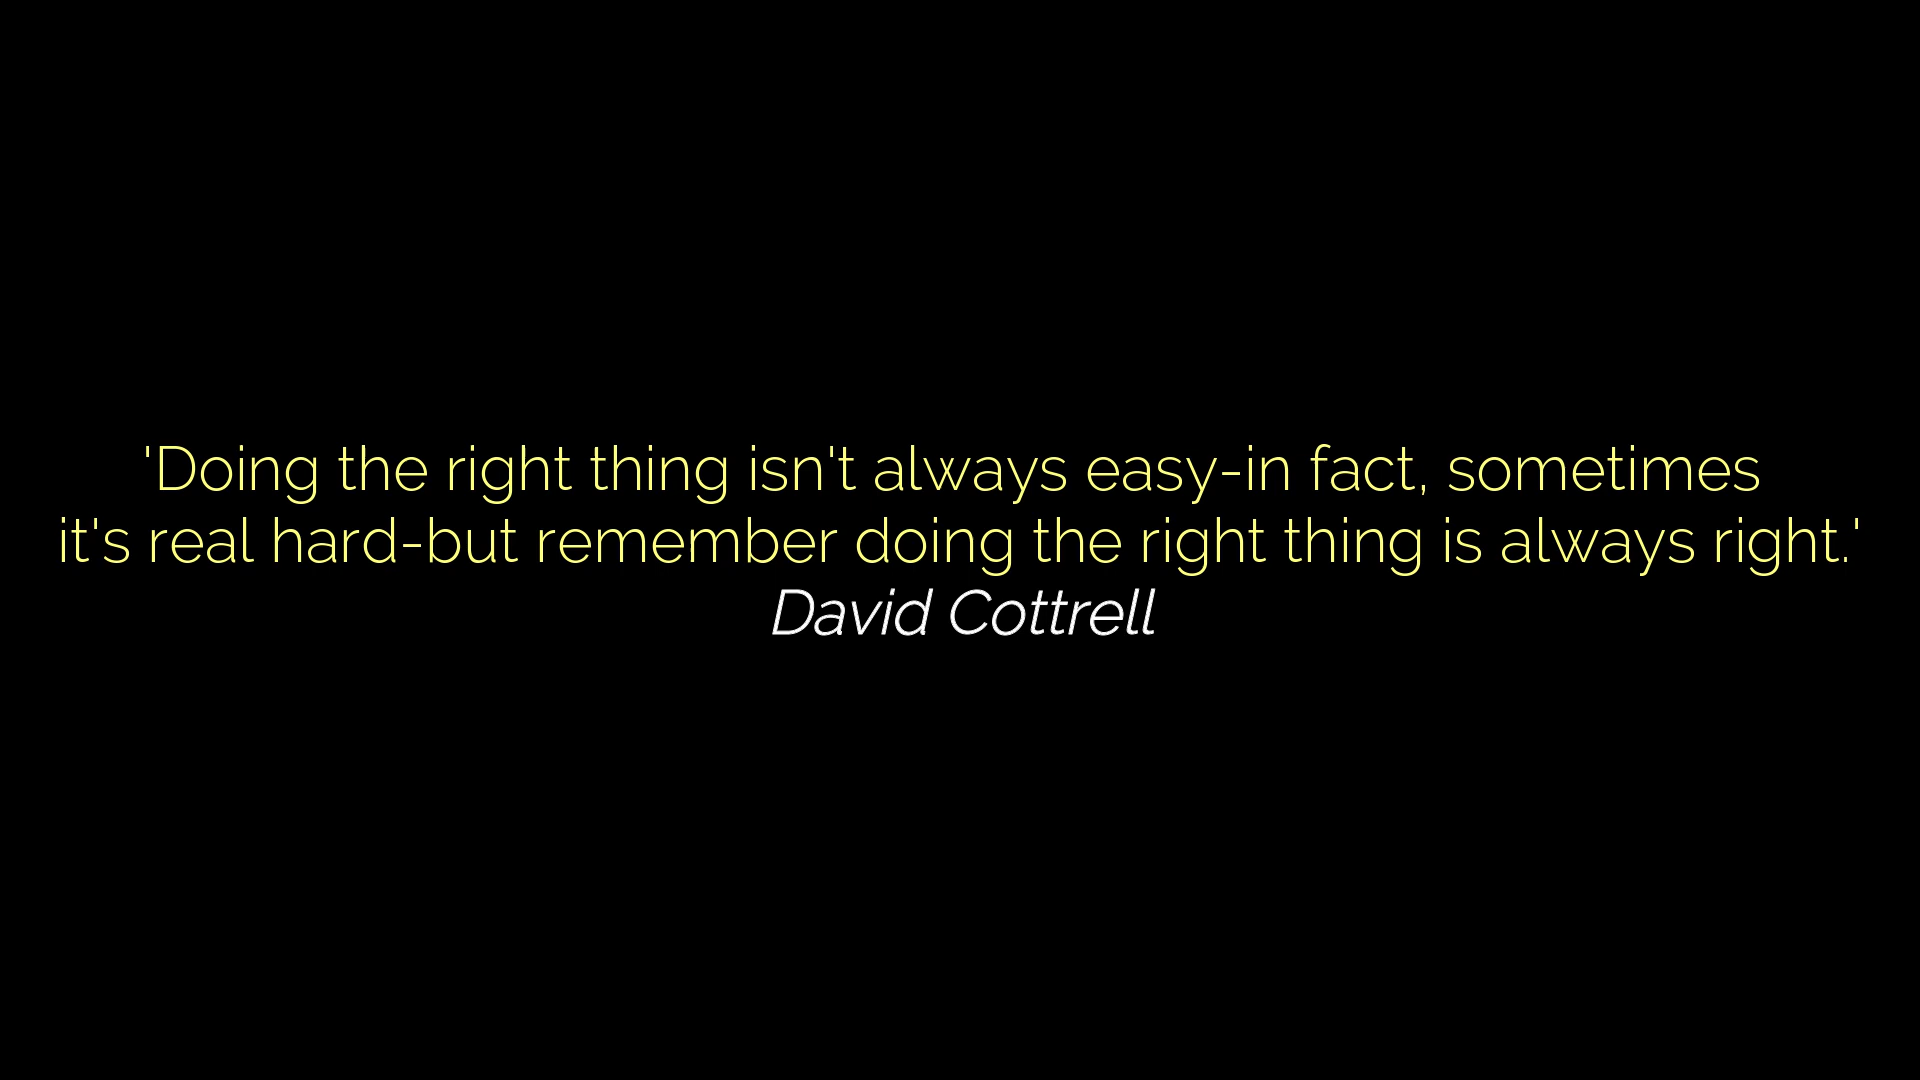 'Doing the right thing isn't always easy-in fact, sometimes
it's real hard-but remember doing the right thing is always right.'
David Cottrell